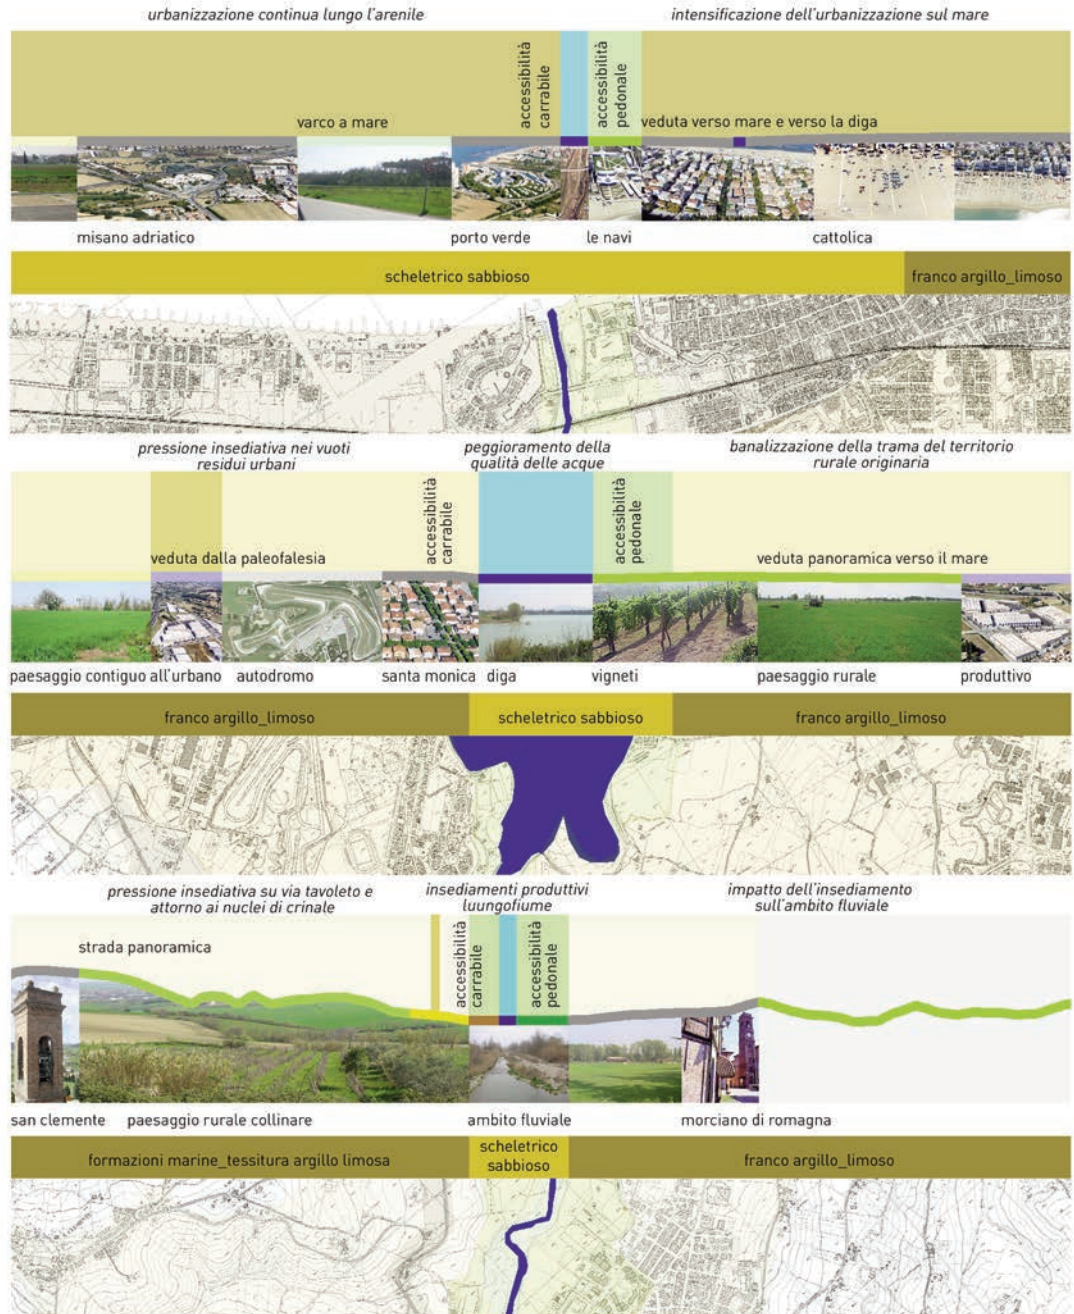 urbanizzazione continua lungo l'arenile
intensificazione dell'urbanizzazione sul mare
accessibilità
carrabile
accessibilità
pedonale
varco a mare
veduta verso mare e verso la diga
misano adriatico
porto verde
le navi
cattolica
scheletrico sabbioso
franco argillo_limoso
pressione insediativa nei vuoti
residui urbani
peggioramento della
qualità delle acque
banalizzazione della trama del territorio
rurale originaria
accessibilità
carrabile
accessibilità
pedonale
veduta dalla paleofalesia
veduta panoramica verso il mare
paesaggio contiguo all'urbano
autodromo
santa monica
diga
vigneti
paesaggio rurale
produttivo
franco argillo_limoso
scheletrico sabbioso
franco argillo_limoso
pressione insediativa su via tavoleto e
attorno ai nuclei di crinale
insediamenti produttivi
luungofiume
impatto dell'insediamento
sull'ambito fluviale
strada panoramica
accessibilità
carrabile
accessibilità
pedonale
san clemente
paesaggio rurale collinare
ambito fluviale
morciano di romagna
formazioni marine_tessitura argillo limosa
scheletrico
sabbioso
franco argillo_limoso